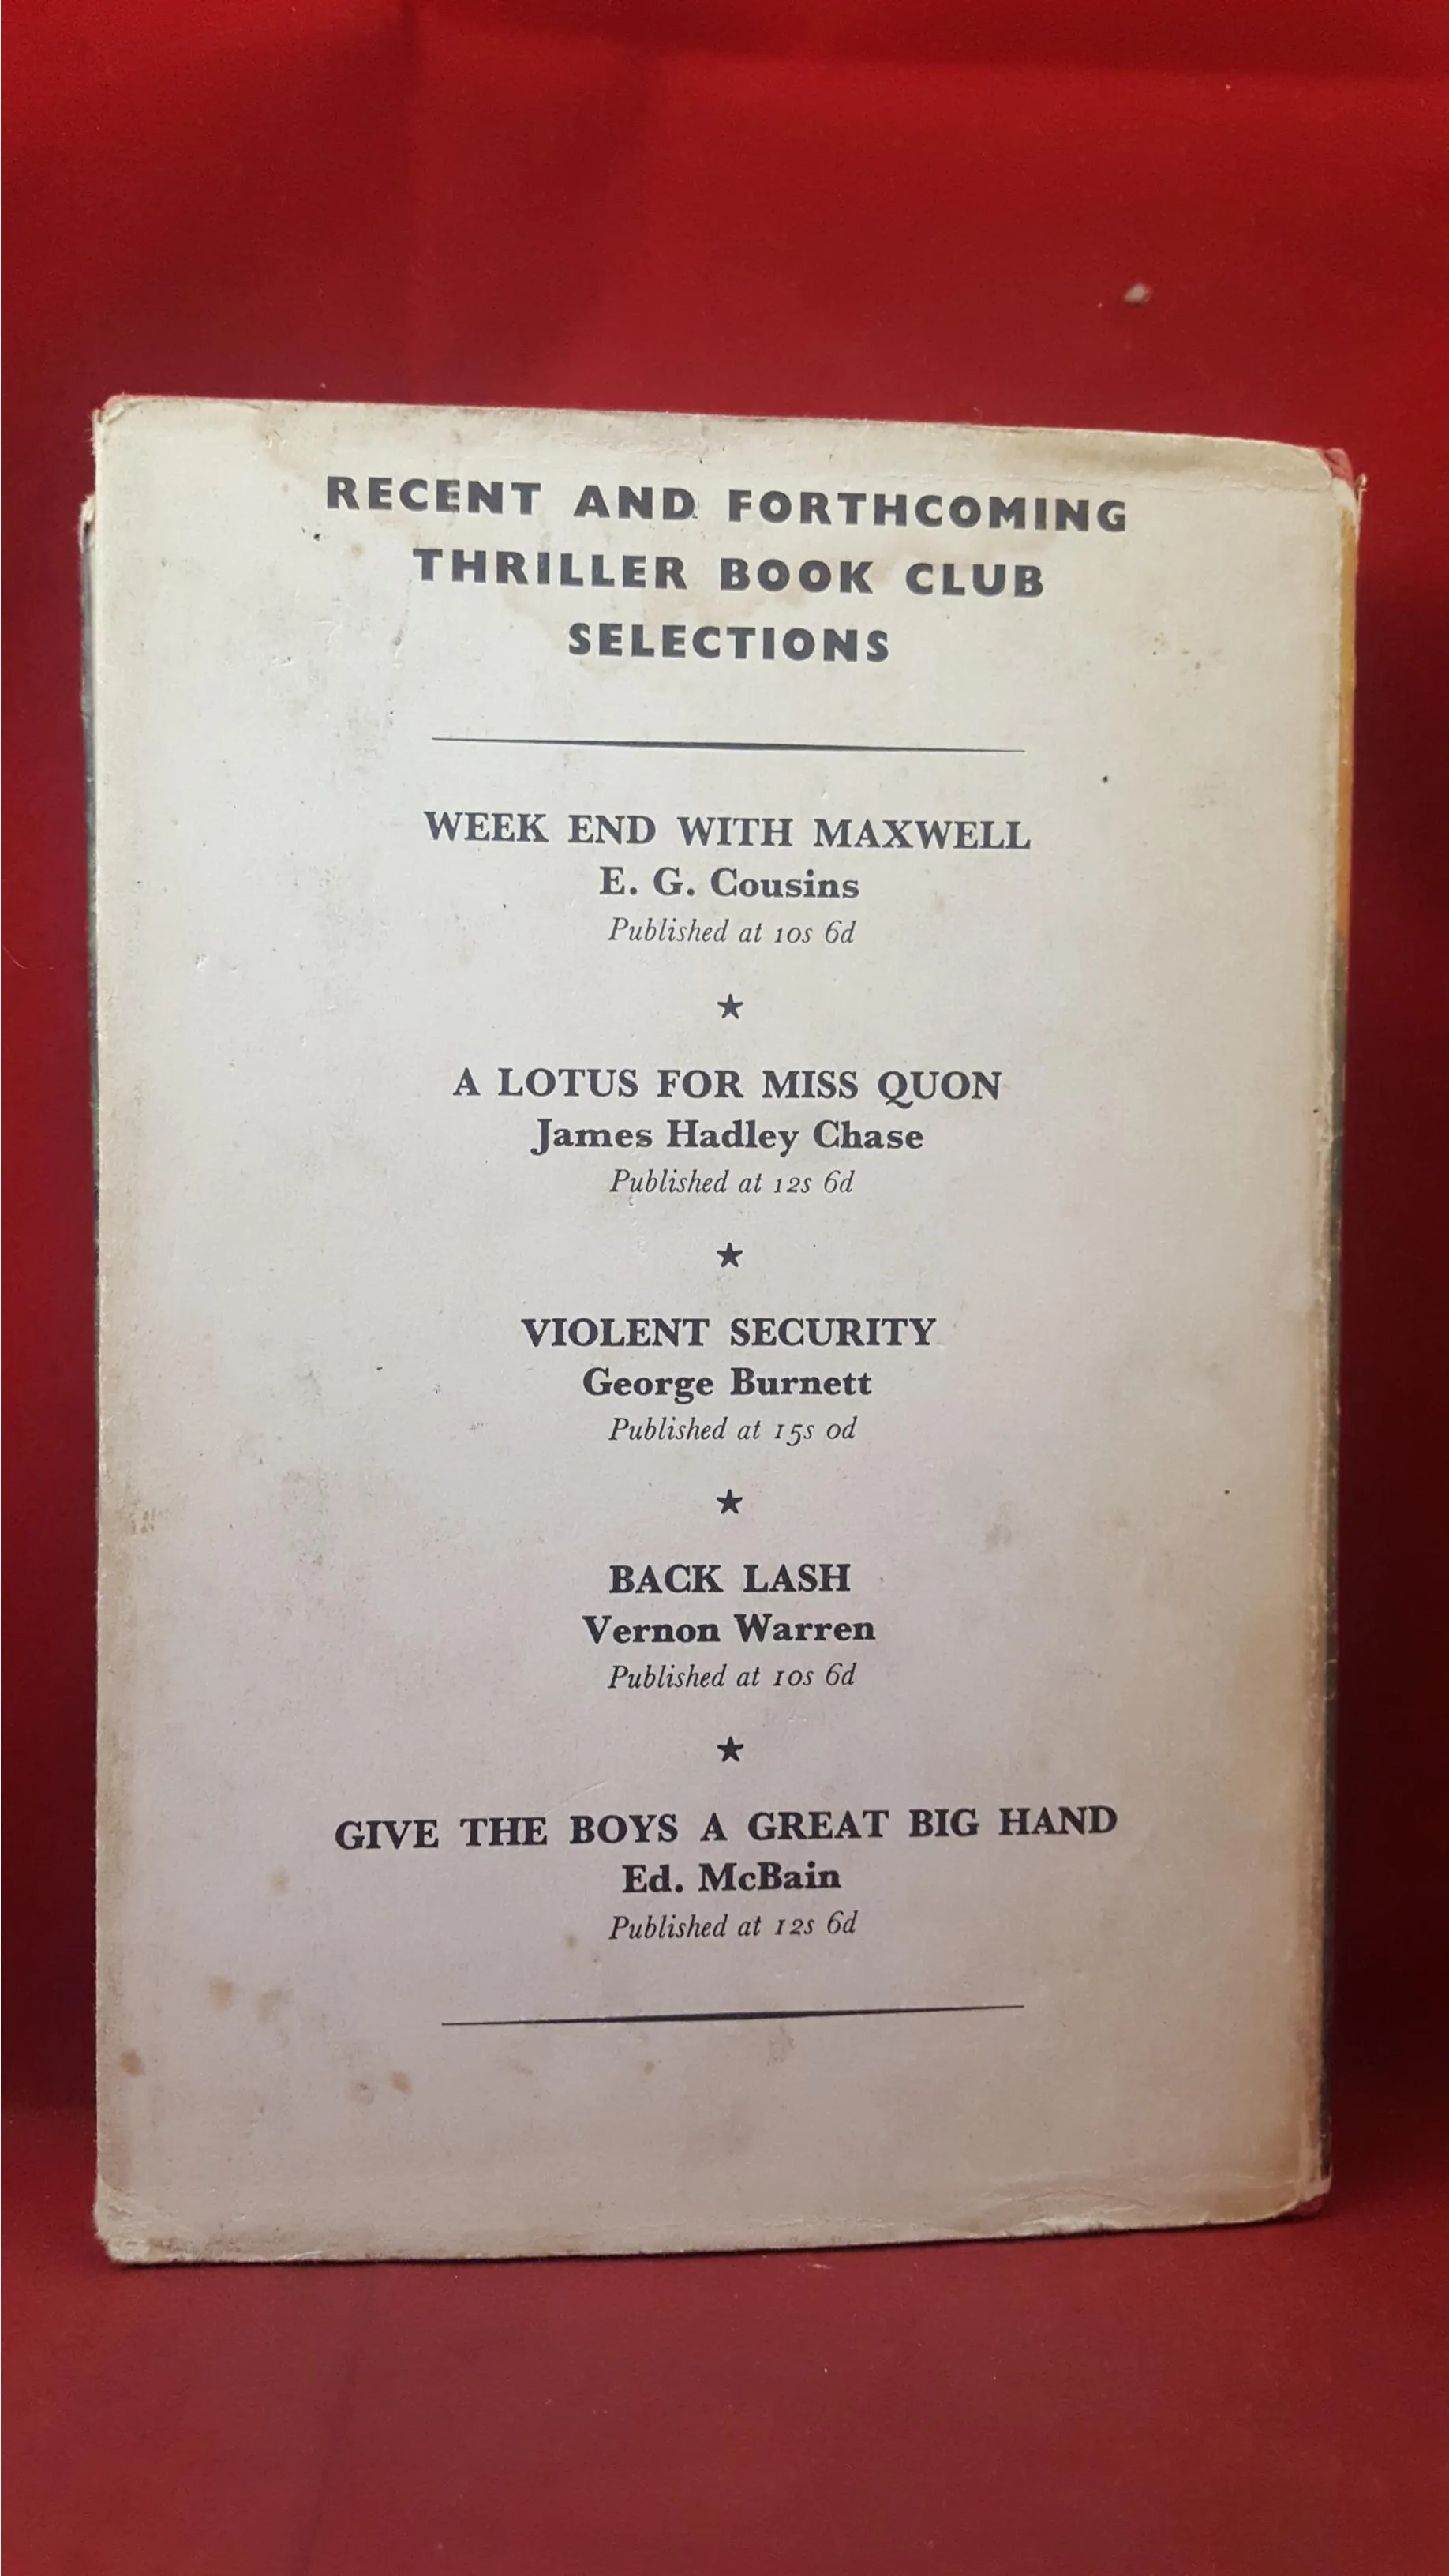 RECENT AND FORTHCOMING
THRILLER BOOK CLUB
SELECTIONS
WEEK END WITH MAXWELL
E. G. Cousins
Published at 10s 6d
★
A LOTUS FOR MISS QUON
James Hadley Chase
Published at 12s 6d
★
VIOLENT SECURITY
George Burnett
Published at 15s 0d
★
BACK LASH
Vernon Warren
Published at 10s 6d
★
GIVE THE BOYS A GREAT BIG HAND
Ed. McBain
Published at 12s 6d